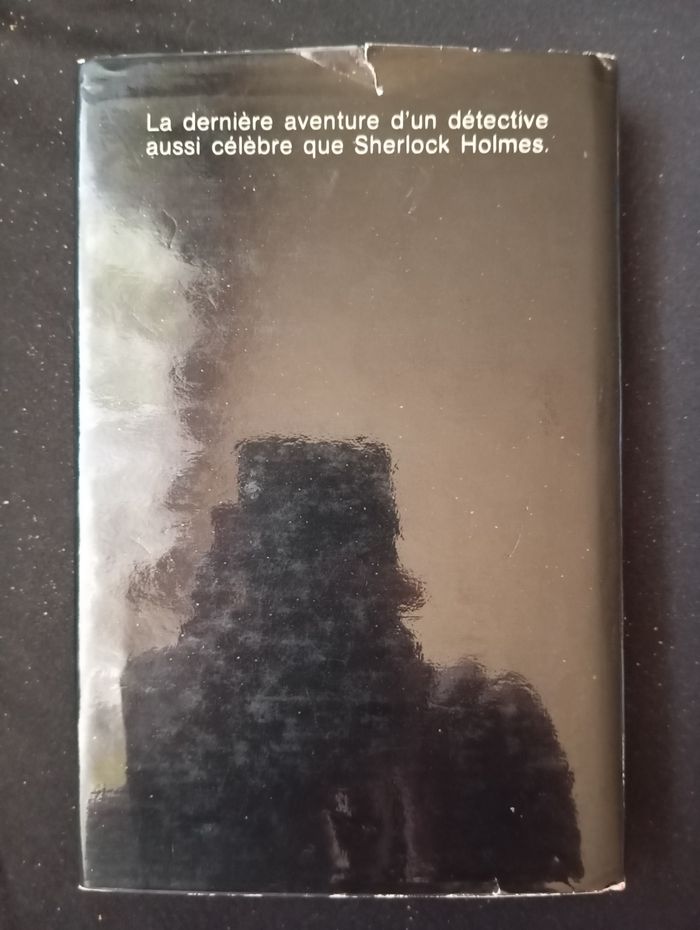 La dernière aventure d'un détective
aussi célèbre que Sherlock Holmes.